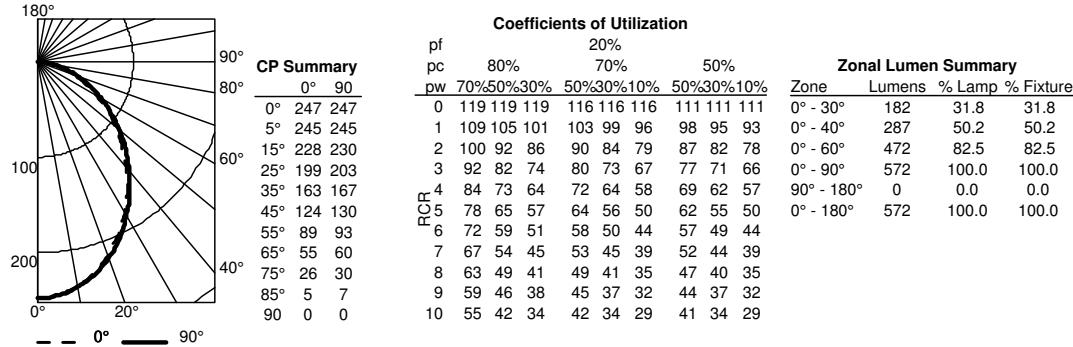 180°
90°
80°
60°
40°
20°
0°
100
200
0° 90°
CP Summary
0° 90
0° 247 247
5° 245 245
15° 228 230
25° 199 203
35° 163 167
45° 124 130
55° 89 93
65° 55 60
75° 26 30
85° 5 7
90 0 0
Coefficients of Utilization
pf 20%
pc 80% 70% 50%
pw 70%50%30% 50%30%10% 50%30%10%
RCR
0 119 119 119 116 116 116 111 111 111
1 109 105 101 103 99 96 98 95 93
2 100 92 86 90 84 79 87 82 78
3 92 82 74 80 73 67 77 71 66
4 84 73 64 72 64 58 69 62 57
5 78 65 57 64 56 50 62 55 50
6 72 59 51 58 50 44 57 49 44
7 67 54 45 53 45 39 52 44 39
8 63 49 41 49 41 35 47 40 35
9 59 46 38 45 37 32 44 37 32
10 55 42 34 42 34 29 41 34 29
Zonal Lumen Summary
Zone Lumens % Lamp % Fixture
0° - 30° 182 31.8 31.8
0° - 40° 287 50.2 50.2
0° - 60° 472 82.5 82.5
0° - 90° 572 100.0 100.0
90° - 180° 0 0.0 0.0
0° - 180° 572 100.0 100.0